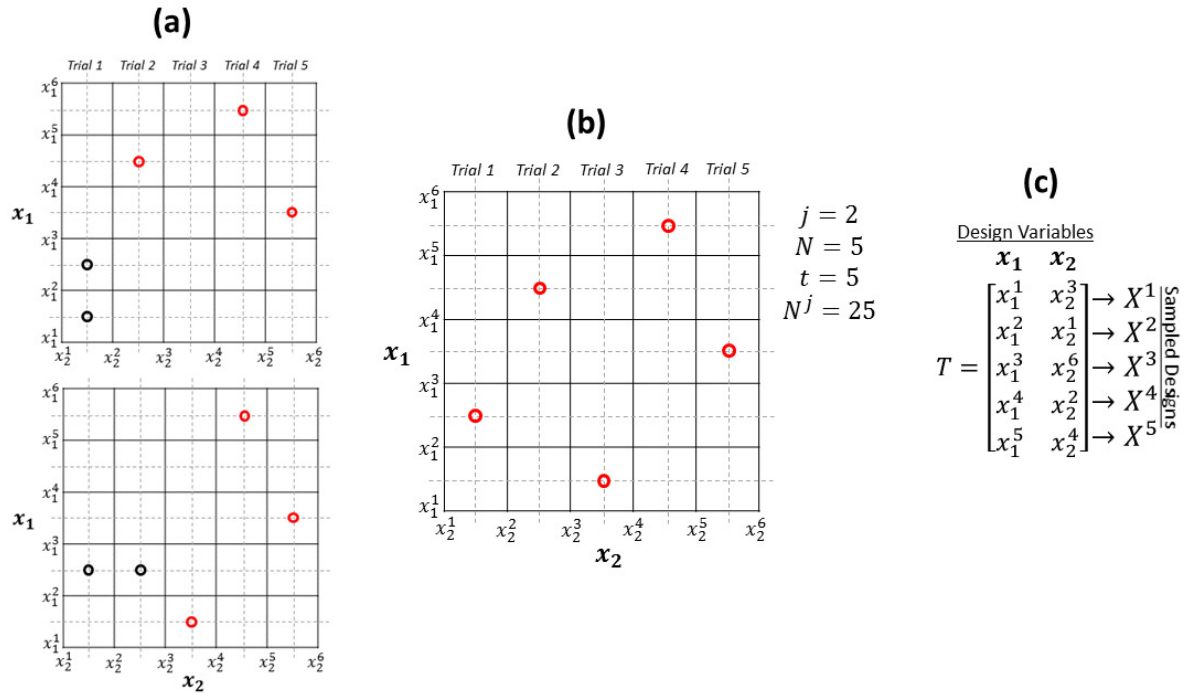 (a)
Trial 1 Trial 2 Trial 3 Trial 4 Trial 5
x₁⁶
x₁⁵
x₁⁴
x₁
x₁³
x₁²
x₁¹
x₂¹ x₂² x₂³ x₂⁴ x₂⁵ x₂⁶
x₁⁶
x₁⁵
x₁⁴
x₁
x₁³
x₁²
x₁¹
x₂¹ x₂² x₂³ x₂⁴ x₂⁵ x₂⁶
x₂
(b)
Trial 1 Trial 2 Trial 3 Trial 4 Trial 5
x₁⁶
x₁⁵
x₁⁴
x₁
x₁³
x₁²
x₁¹
x₂¹ x₂² x₂³ x₂⁴ x₂⁵ x₂⁶
x₂
j = 2
N = 5
t = 5
Nʲ = 25
(c)
Design Variables
x₁ x₂
x₁¹ x₂³ → X¹
x₁² x₂¹ → X²
T = x₁³ x₂⁶ → X³
x₁⁴ x₂² → X⁴
x₁⁵ x₂⁴ → X⁵
Sampled Designs